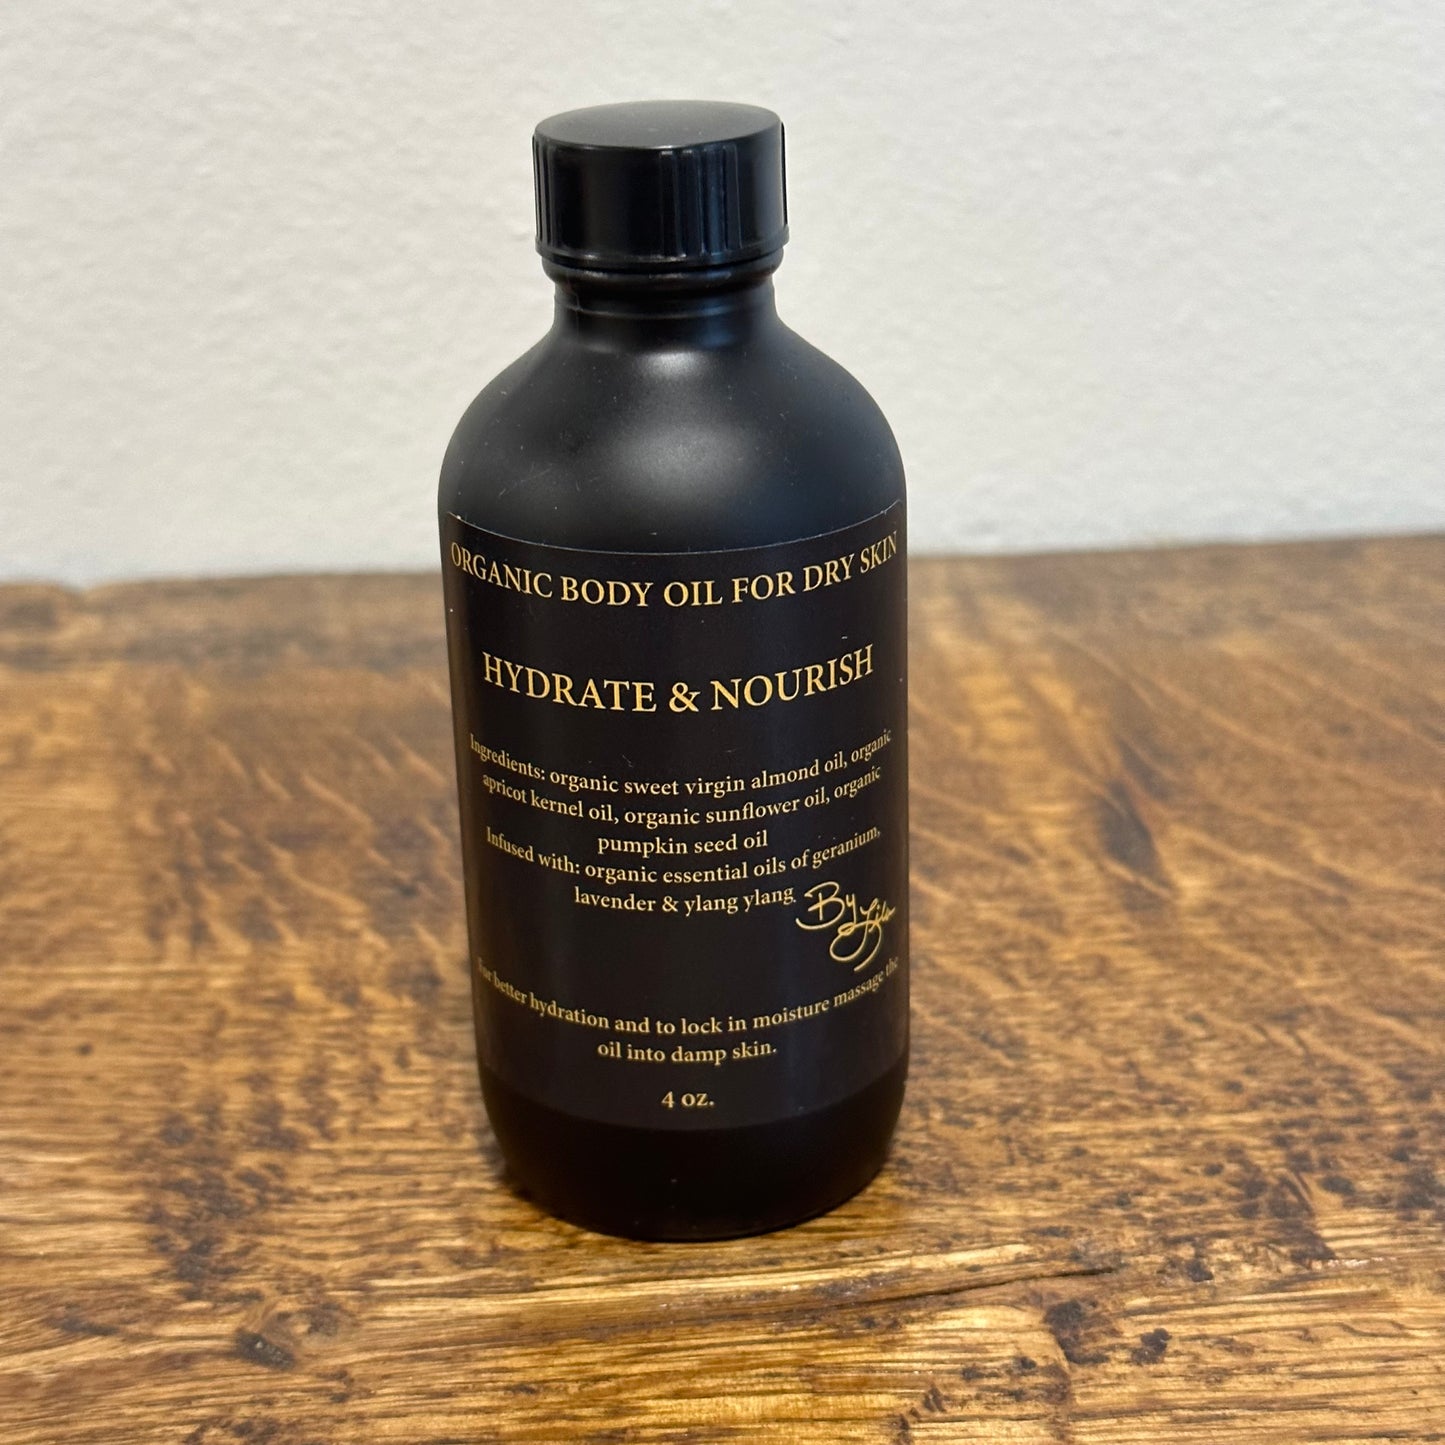 ORGANIC BODY OIL FOR DRY SKIN
HYDRATE & NOURISH
Ingredients: organic sweet virgin almond oil, organic
apricot kernel oil, organic sunflower oil, organic
pumpkin seed oil
Infused with: organic essential oils of geranium,
lavender & ylang ylang.
By
For better hydration and to lock in moisture massage the
oil into damp skin.
4 oz.